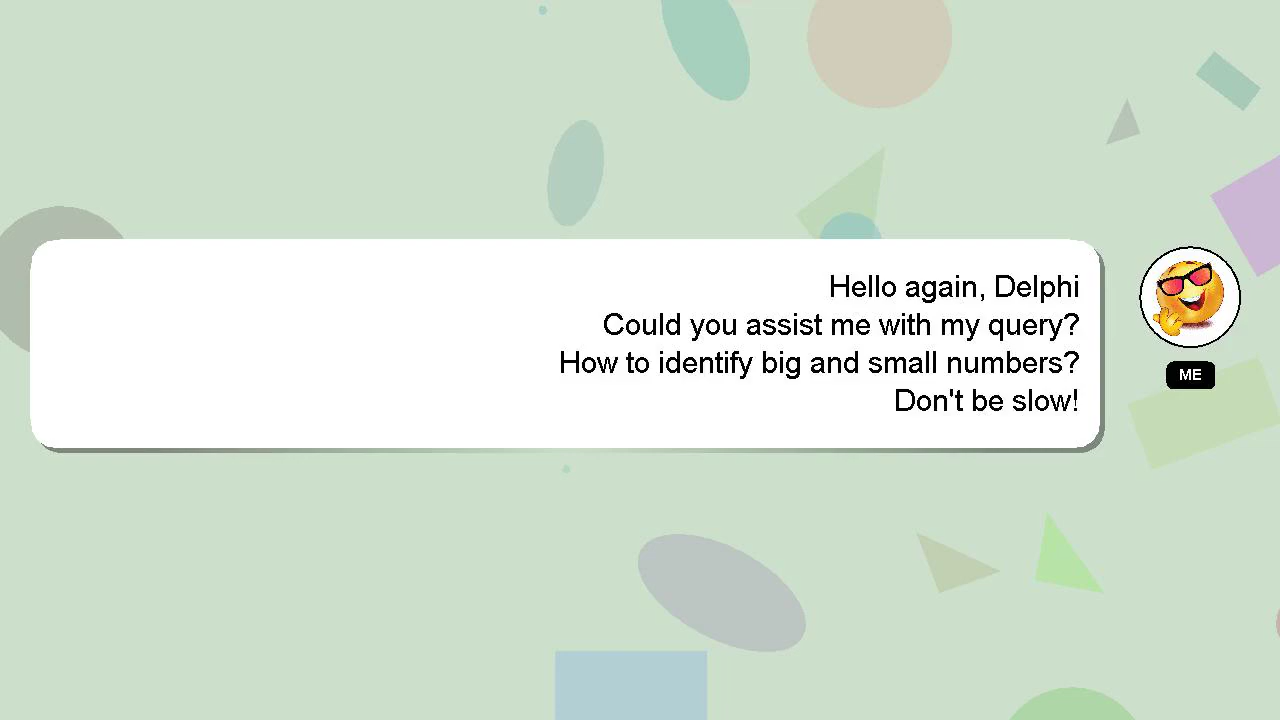 Hello again, Delphi
Could you assist me with my query?
How to identify big and small numbers?
Don't be slow!
ME